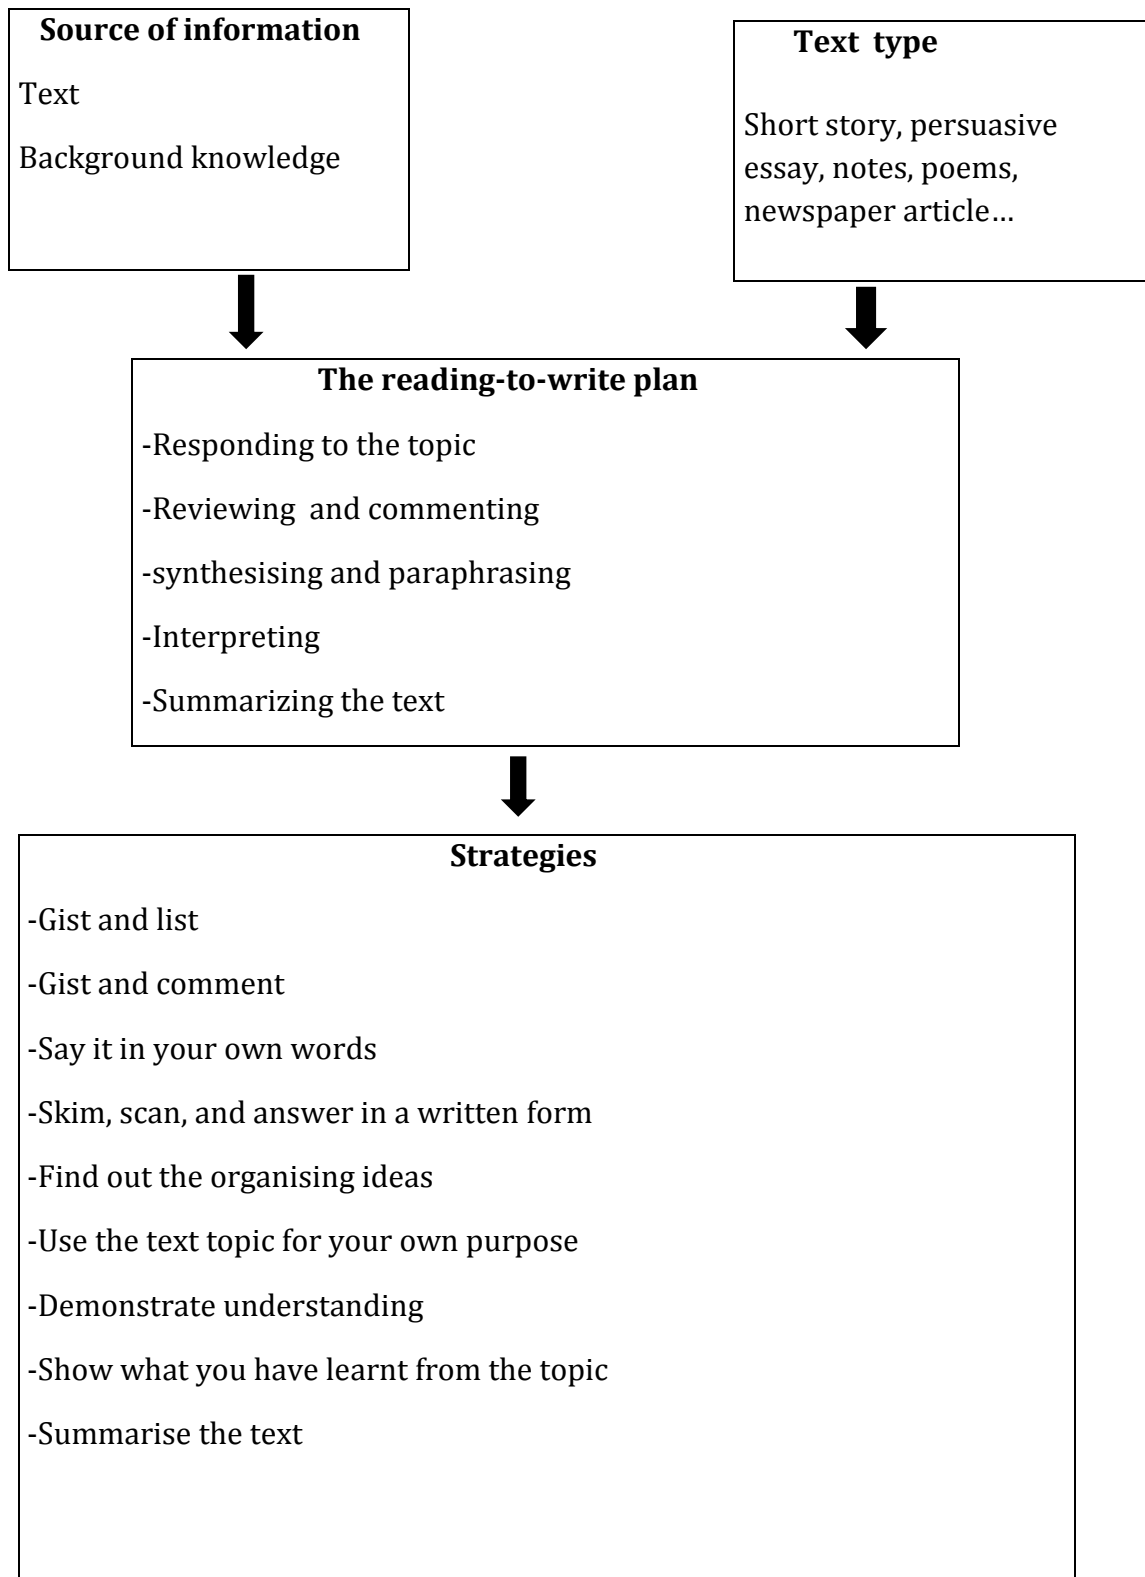 Source of information
Text
Background knowledge
Text type
Short story, persuasive
essay, notes, poems,
newspaper article…
The reading-to-write plan
-Responding to the topic
-Reviewing and commenting
-synthesising and paraphrasing
-Interpreting
-Summarizing the text
Strategies
-Gist and list
-Gist and comment
-Say it in your own words
-Skim, scan, and answer in a written form
-Find out the organising ideas
-Use the text topic for your own purpose
-Demonstrate understanding
-Show what you have learnt from the topic
-Summarise the text